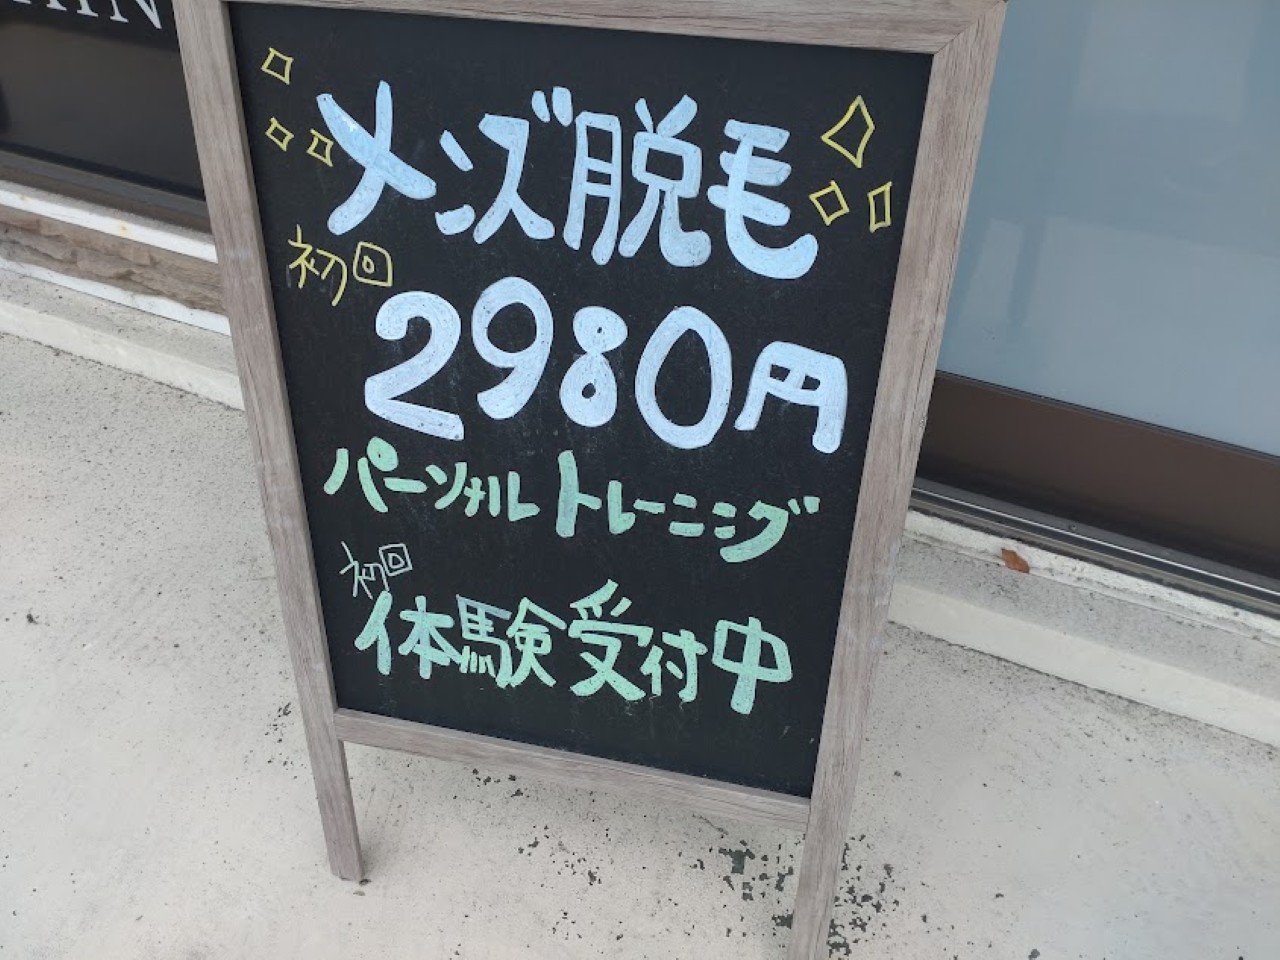 メンズ脱毛
初回
2980円
パーソナルトレーニング
初回
体験受付中